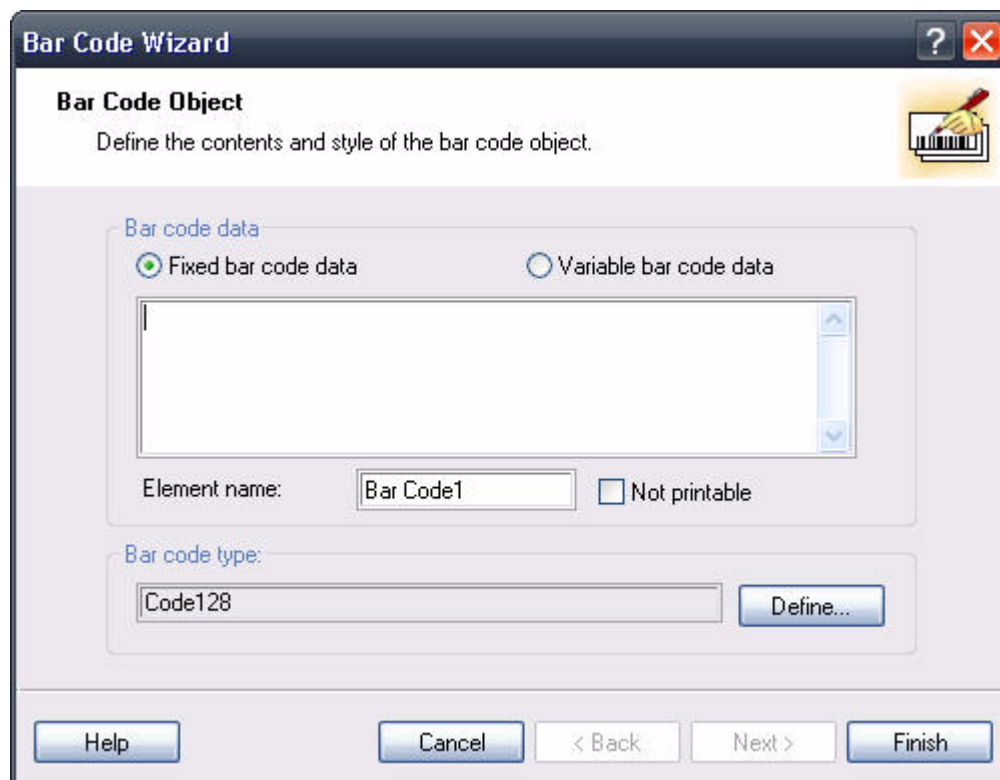 Bar Code Wizard
?
Bar Code Object
Define the contents and style of the bar code object.
Bar code data
Fixed bar code data Variable bar code data
Element name: Bar Code1 Not printable
Bar code type:
Code128 Define...
Help Cancel < Back Next > Finish